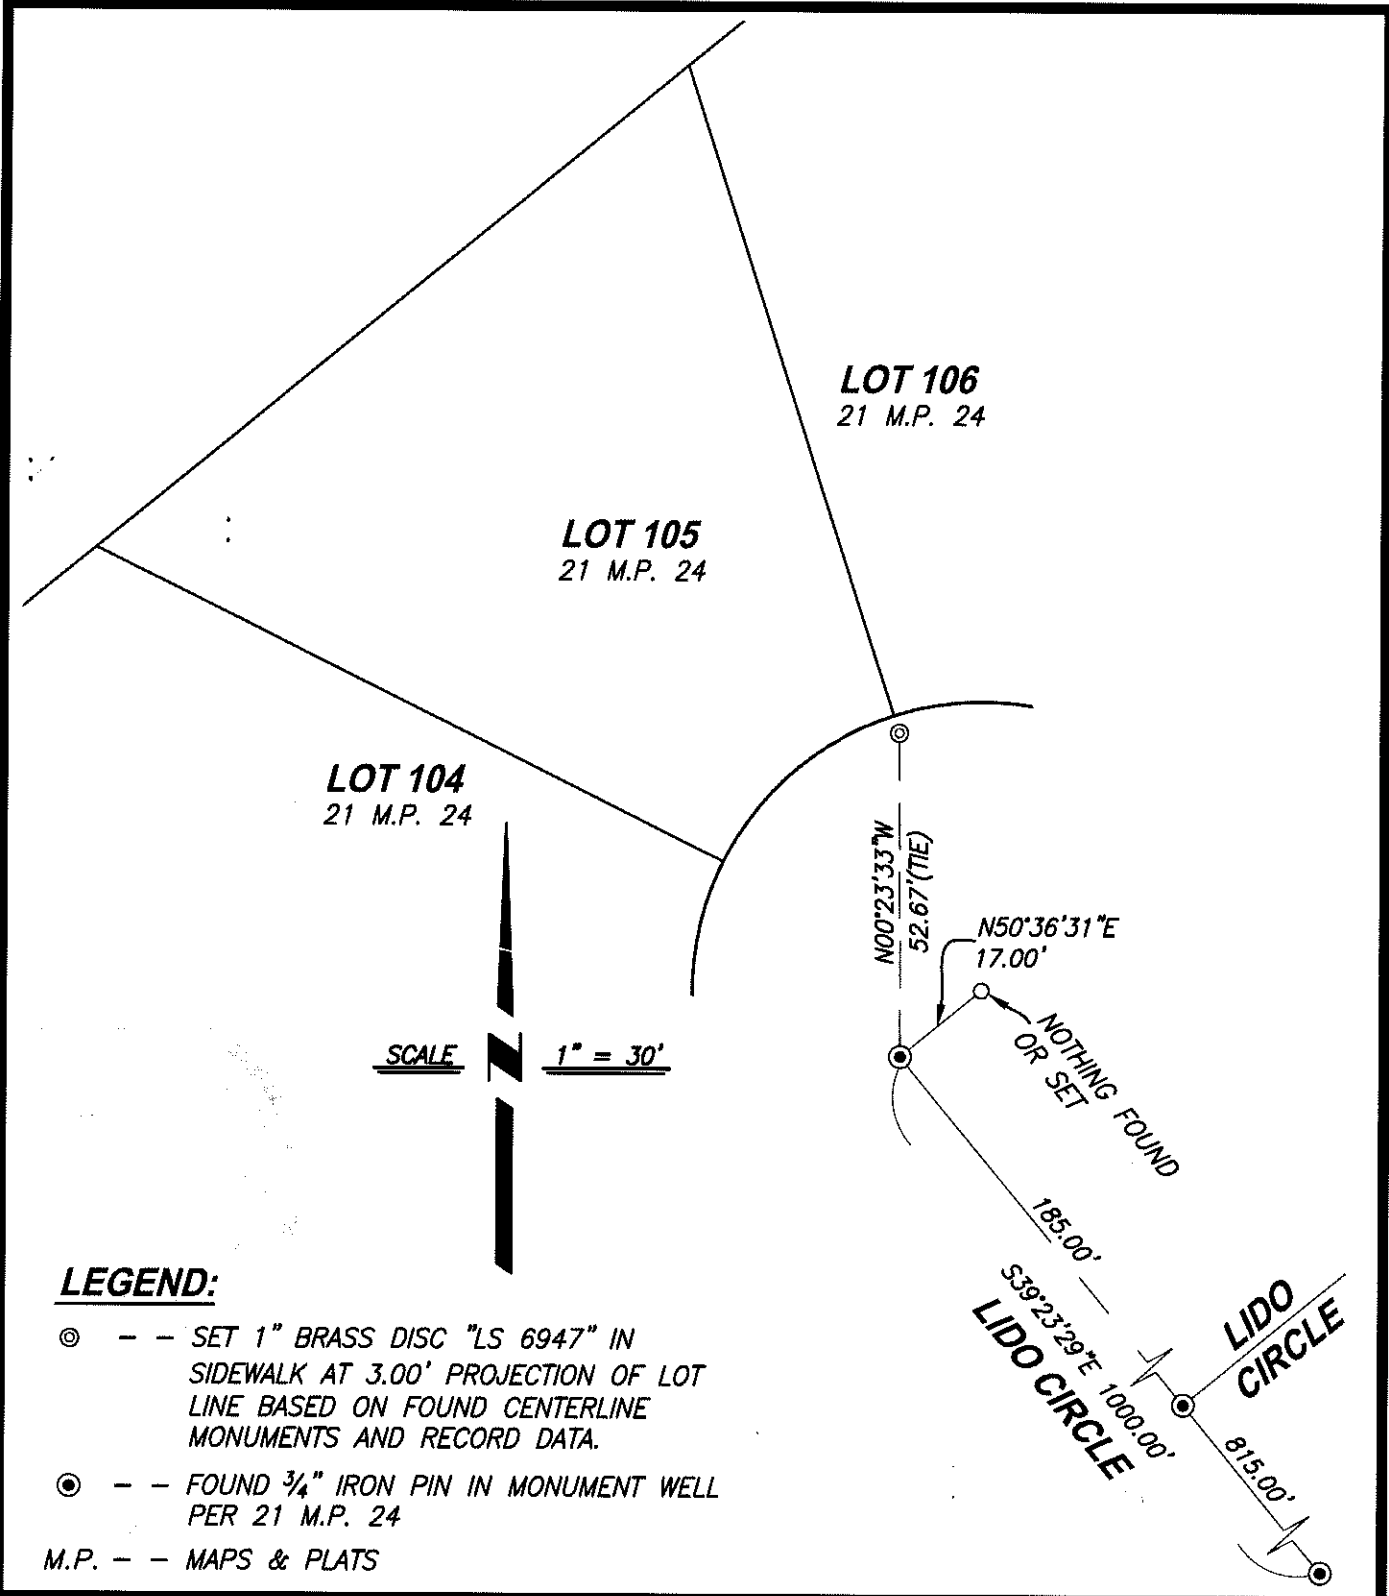 LOT 106
21 M.P. 24
LOT 105
21 M.P. 24
LOT 104
21 M.P. 24
N00°23'33"W
52.67'(TIE)
N50°36'31"E
17.00'
NOTHING FOUND
OR SET
SCALE N 1" = 30'
185.00'
S39°23'29"E 1000.00'
LIDO CIRCLE
LIDO
CIRCLE
815.00'
LEGEND:
– – SET 1" BRASS DISC "LS 6947" IN
SIDEWALK AT 3.00' PROJECTION OF LOT
LINE BASED ON FOUND CENTERLINE
MONUMENTS AND RECORD DATA.
– – FOUND ¾" IRON PIN IN MONUMENT WELL
PER 21 M.P. 24
M.P. – – MAPS & PLATS